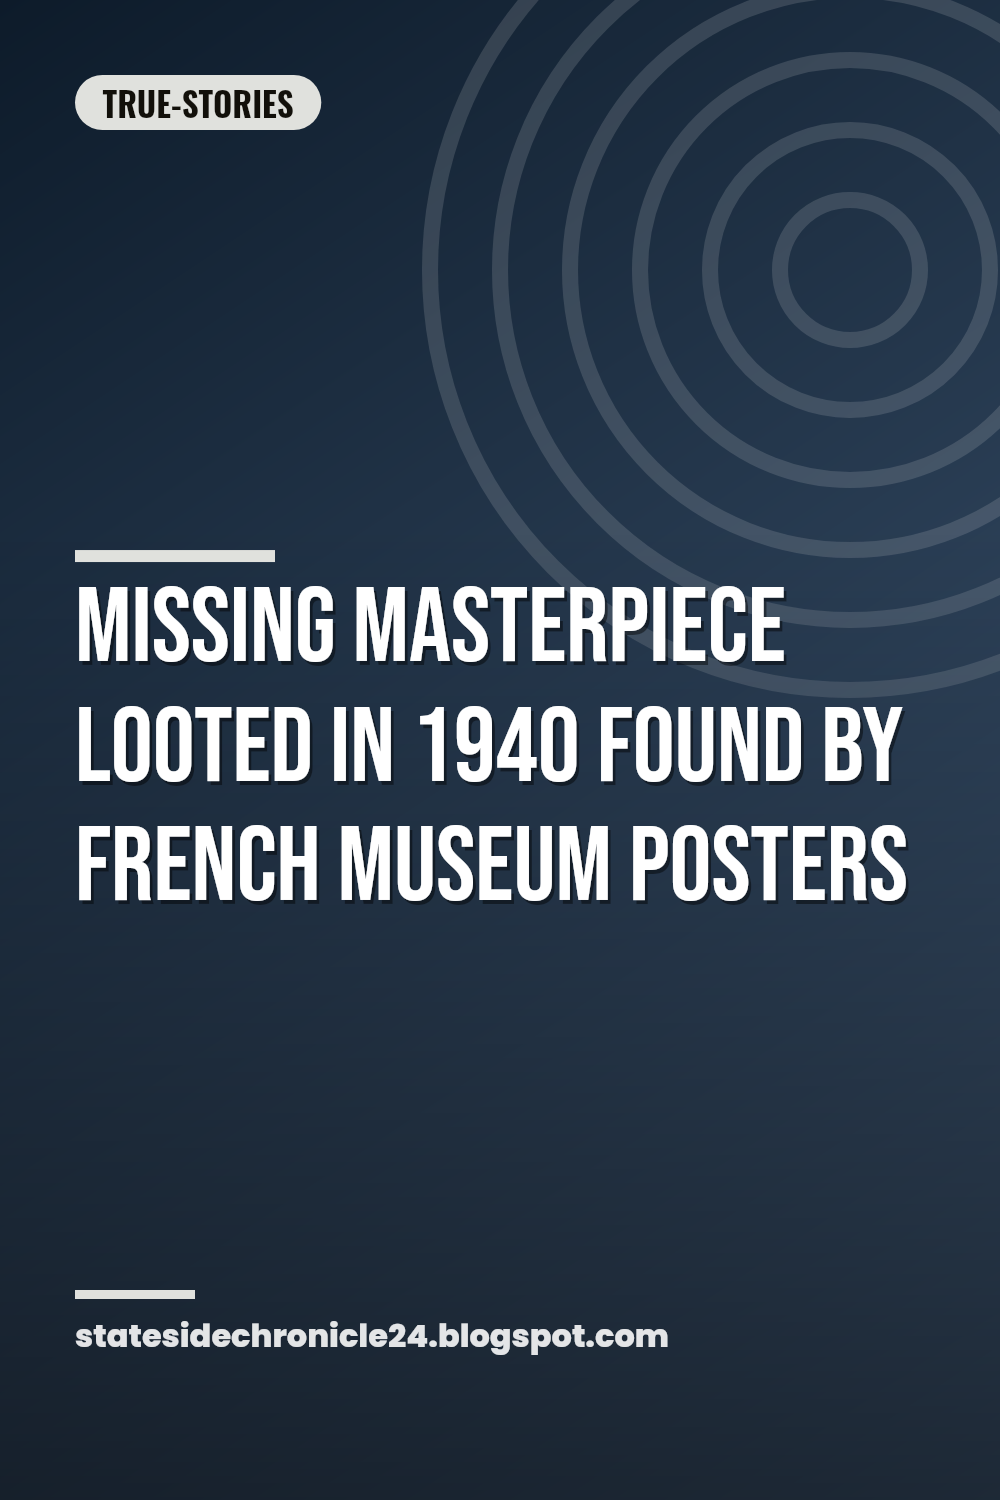 TRUE-STORIES
MISSING MASTERPIECE
LOOTED IN 1940 FOUND BY
FRENCH MUSEUM POSTERS
statesidechronicle24.blogspot.com